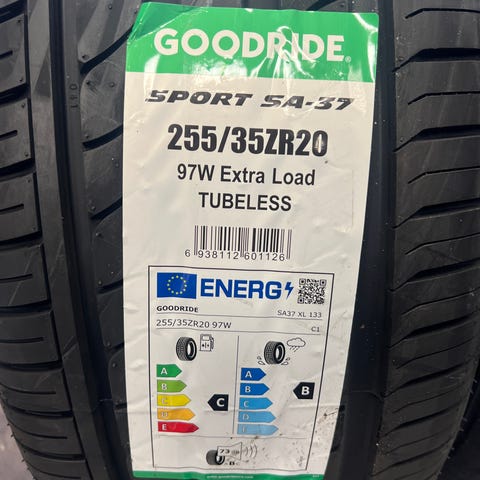 GOODRIDE
SPORT SA-37
255/35ZR20
97W Extra Load
TUBELESS
6 938112 601126
ENERG
GOODRIDE SA37 XL 133
255/35ZR20 97W C1
A A
B B
C C
D D
E E
C B
73
B